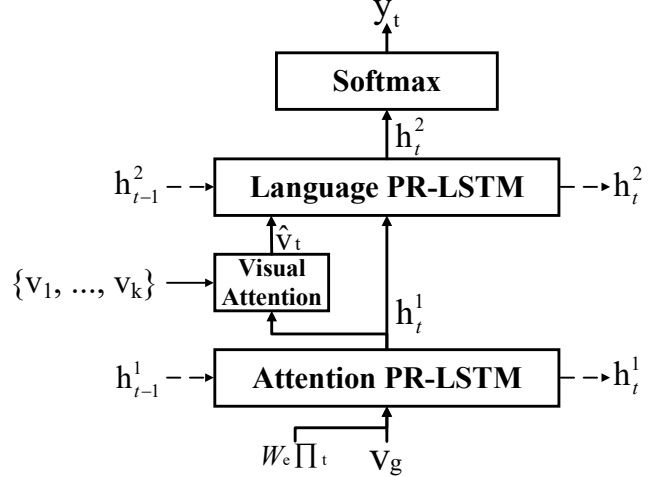 y_t
Softmax
h_t^2
h_{t-1}^2 Language PR-LSTM h_t^2
v̂_t
{v_1, ..., v_k} Visual Attention
h_t^1
h_{t-1}^1 Attention PR-LSTM h_t^1
W_e∏_t v_g